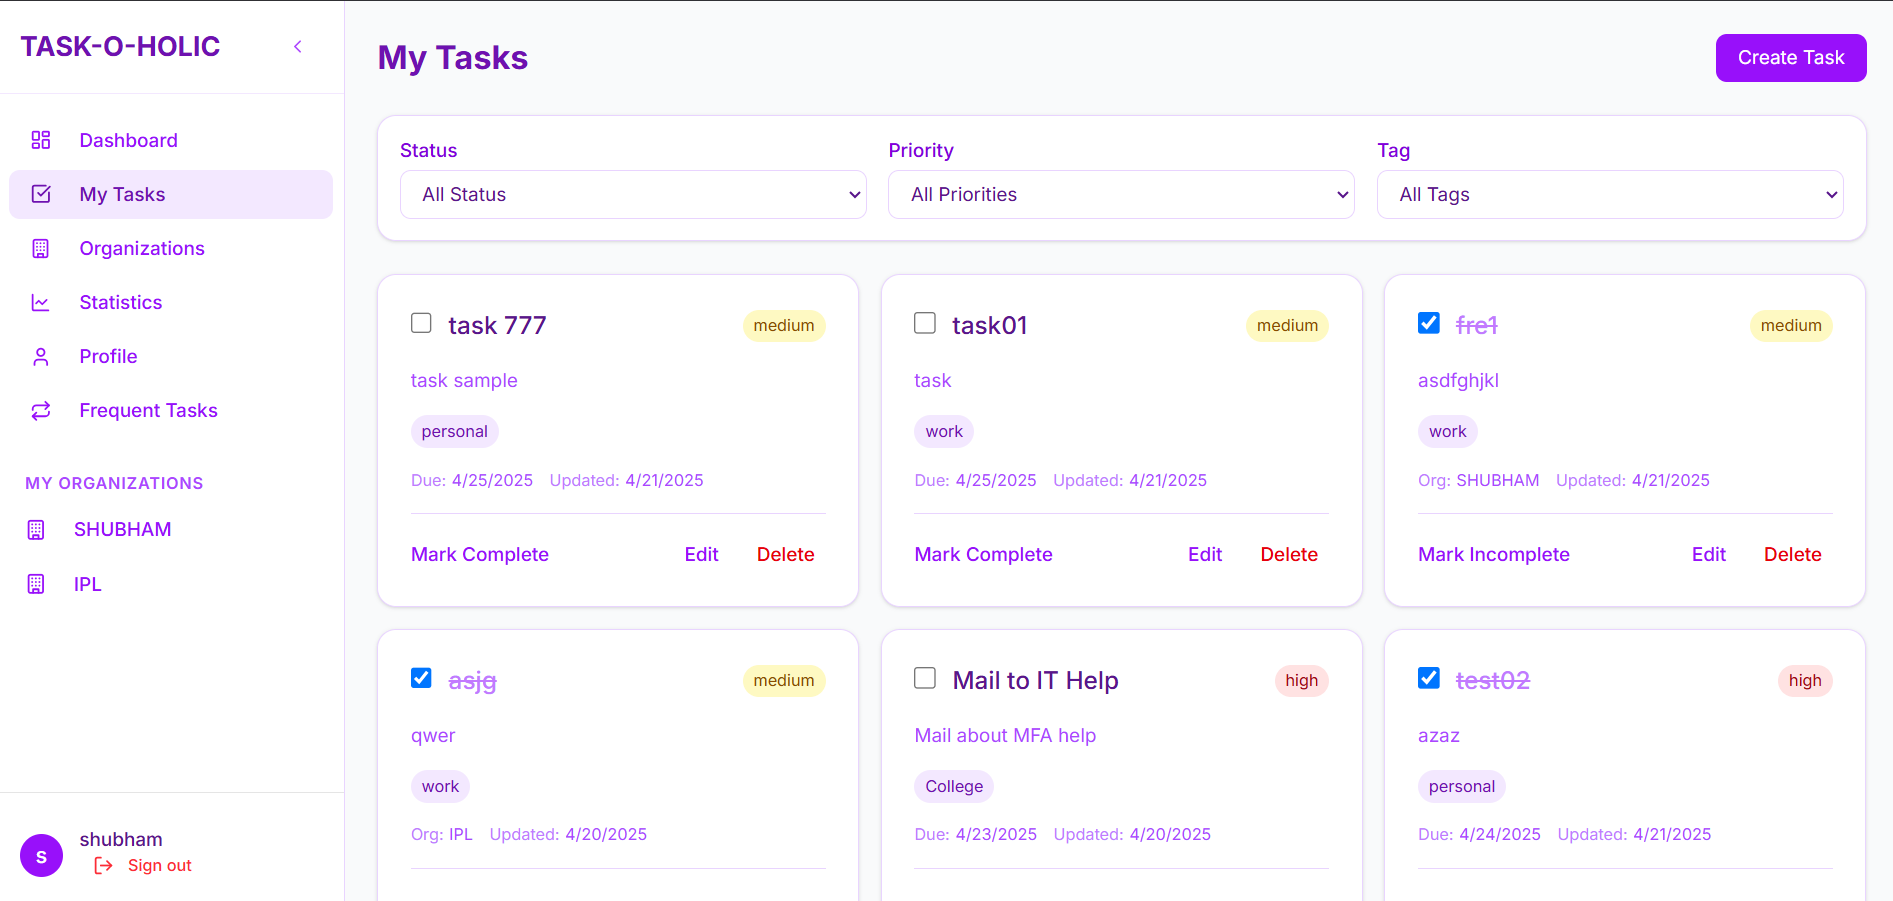 TASK-O-HOLIC
Dashboard
My Tasks
Organizations
Statistics
Profile
Frequent Tasks
MY ORGANIZATIONS
SHUBHAM
IPL
s
shubham
Sign out
My Tasks
Create Task
Status
Priority
Tag
All Status
All Priorities
All Tags
task 777
medium
task sample
personal
Due: 4/25/2025 Updated: 4/21/2025
Mark Complete Edit Delete
task01
medium
task
work
Due: 4/25/2025 Updated: 4/21/2025
Mark Complete Edit Delete
fre1
medium
asdfghjkl
work
Org: SHUBHAM Updated: 4/21/2025
Mark Incomplete Edit Delete
asjg
medium
qwer
work
Org: IPL Updated: 4/20/2025
Mail to IT Help
high
Mail about MFA help
College
Due: 4/23/2025 Updated: 4/20/2025
test02
high
azaz
personal
Due: 4/24/2025 Updated: 4/21/2025